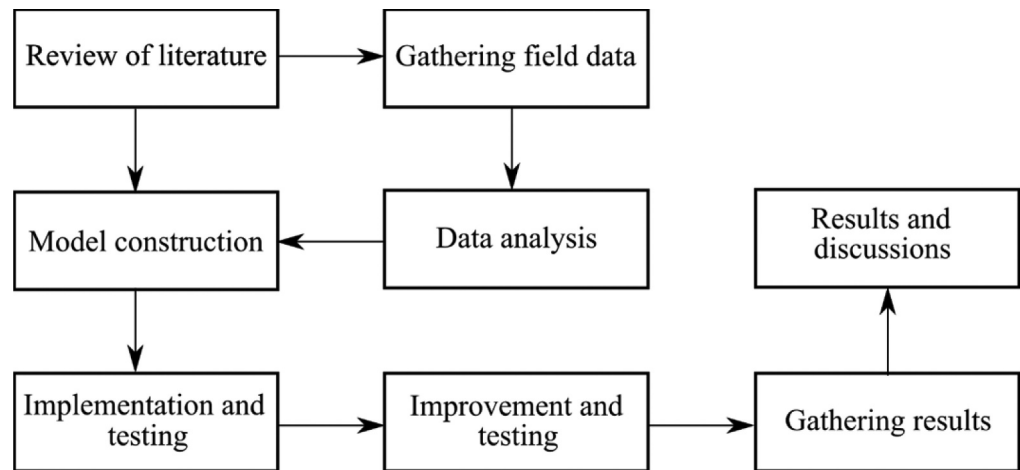 Review of literature
Gathering field data
Model construction
Data analysis
Results and
discussions
Implementation and
testing
Improvement and
testing
Gathering results